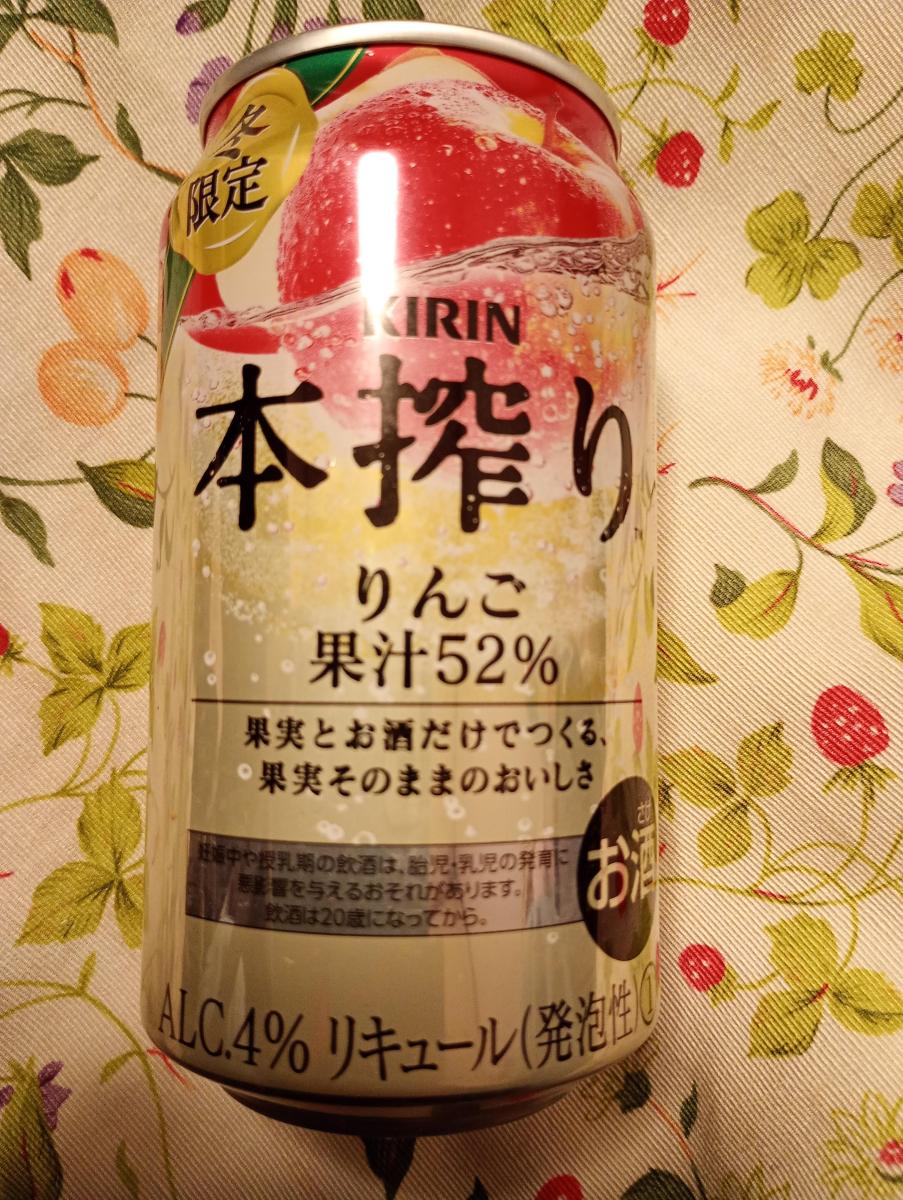 冬
限定
KIRIN
本搾り
りんご
果汁52%
果実とお酒だけでつくる、
果実そのままのおいしさ
さけ
お酒
妊娠中や授乳期の飲酒は、胎児・乳児の発育に
悪影響を与えるおそれがあります。
飲酒は20歳になってから。
ALC.4% リキュール(発泡性)①